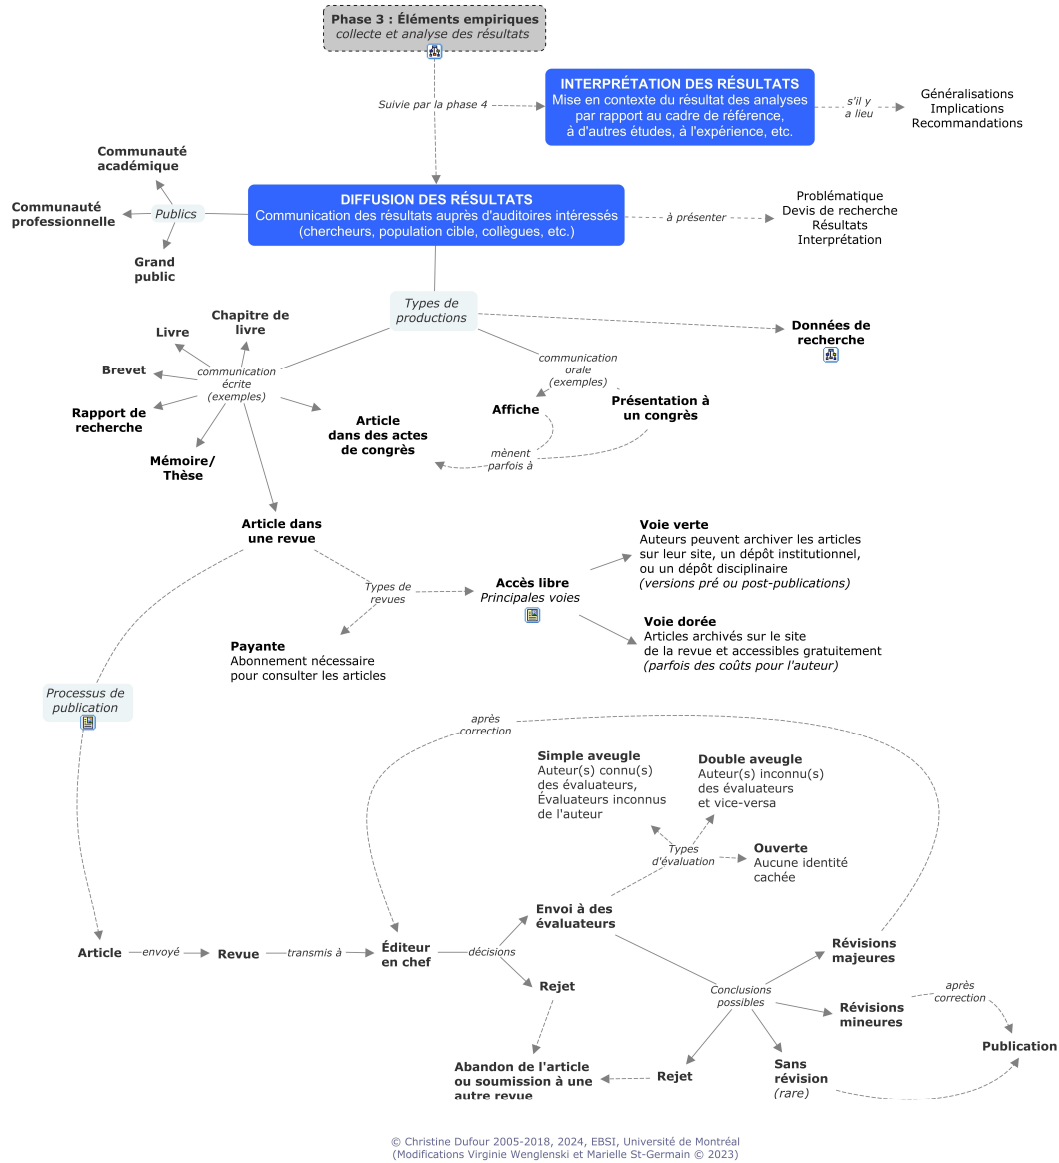 Phase 3 : Éléments empiriques
collecte et analyse des résultats
Suivie par la phase 4
INTERPRÉTATION DES RÉSULTATS
Mise en contexte du résultat des analyses
par rapport au cadre de référence,
à d'autres études, à l'expérience, etc.
s'il y
a lieu
Généralisations
Implications
Recommandations
Communauté
académique
Communauté
professionnelle
Publics
Grand
public
DIFFUSION DES RÉSULTATS
Communication des résultats auprès d'auditoires intéressés
(chercheurs, population cible, collègues, etc.)
à présenter
Problématique
Devis de recherche
Résultats
Interprétation
Types de
productions
Données de
recherche
Chapitre de
livre
Livre
Brevet
communication
écrite
(exemples)
Rapport de
recherche
Mémoire/
Thèse
Article
dans des actes
de congrès
communication
orale
(exemples)
Affiche
Présentation à
un congrès
mènent
parfois à
Article dans
une revue
Types de
revues
Accès libre
Principales voies
Voie verte
Auteurs peuvent archiver les articles
sur leur site, un dépôt institutionnel,
ou un dépôt disciplinaire
(versions pré ou post-publications)
Voie dorée
Articles archivés sur le site
de la revue et accessibles gratuitement
(parfois des coûts pour l'auteur)
Payante
Abonnement nécessaire
pour consulter les articles
Processus de
publication
après
correction
Simple aveugle
Auteur(s) connu(s)
des évaluateurs,
Évaluateurs inconnus
de l'auteur
Double aveugle
Auteur(s) inconnu(s)
des évaluateurs
et vice-versa
Types
d'évaluation
Ouverte
Aucune identité
cachée
Envoi à des
évaluateurs
Article
envoyé
Revue
transmis à
Éditeur
en chef
décisions
Rejet
Révisions
majeures
Conclusions
possibles
Révisions
mineures
après
correction
Publication
Abandon de l'article
ou soumission à une
autre revue
Rejet
Sans
révision
(rare)
© Christine Dufour 2005-2018, 2024, EBSI, Université de Montréal
(Modifications Virginie Wenglenski et Marielle St-Germain © 2023)